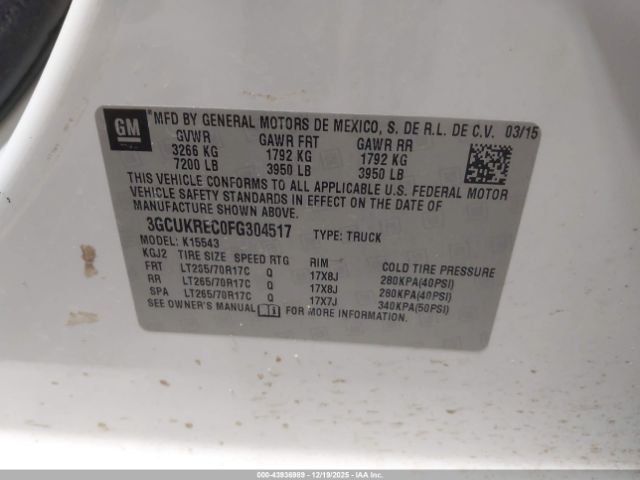 GM
*MFD BY GENERAL MOTORS DE MEXICO, S. DE R.L. DE C.V. 03/15
GVWR GAWR FRT GAWR RR
3266 KG 1792 KG 1792 KG
7200 LB 3950 LB 3950 LB
THIS VEHICLE CONFORMS TO ALL APPLICABLE U.S. FEDERAL MOTOR
VEHICLE SAFETY STANDARDS IN EFFECT ON THE DATE OF
MANUFACTURE SHOWN ABOVE.
3GCUKREC0FG304517 TYPE: TRUCK
MODEL: K15543
KGJ2 TIRE SIZE SPEED RTG RIM COLD TIRE PRESSURE
FRT LT265/70R17C Q 17X8J 280KPA(40PSI)
RR LT265/70R17C Q 17X8J 280KPA(40PSI)
SPA LT265/70R17C Q 17X7J 340KPA(50PSI)
SEE OWNER'S MANUAL FOR MORE INFORMATION.
000-43936969 - 12/19/2025 - IAAI.COM